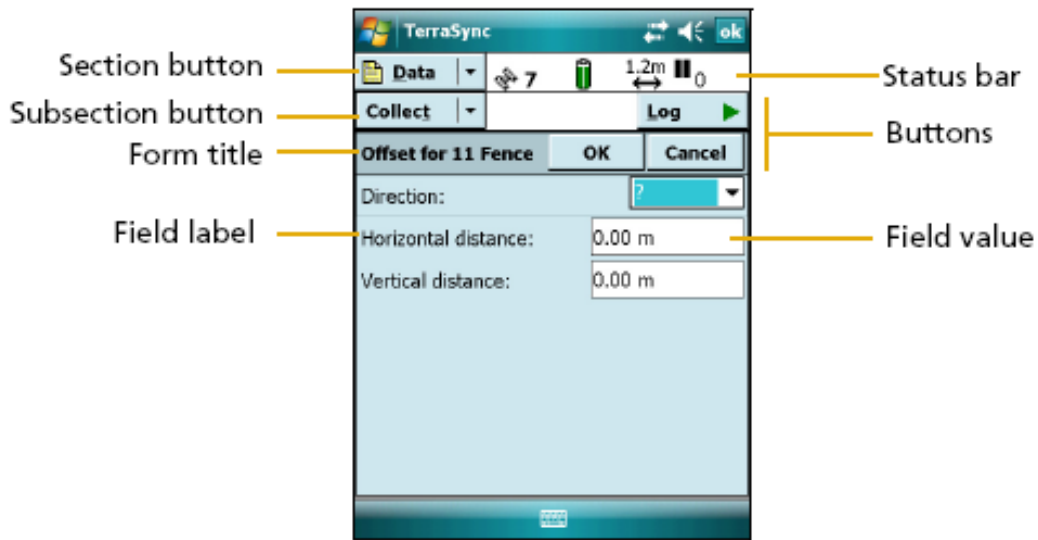 TerraSync ok
Section button Data 7 1.2m 0 Status bar
Subsection button Collect Log Buttons
Form title Offset for 11 Fence OK Cancel
Direction: ?
Field label Horizontal distance: 0.00 m Field value
Vertical distance: 0.00 m